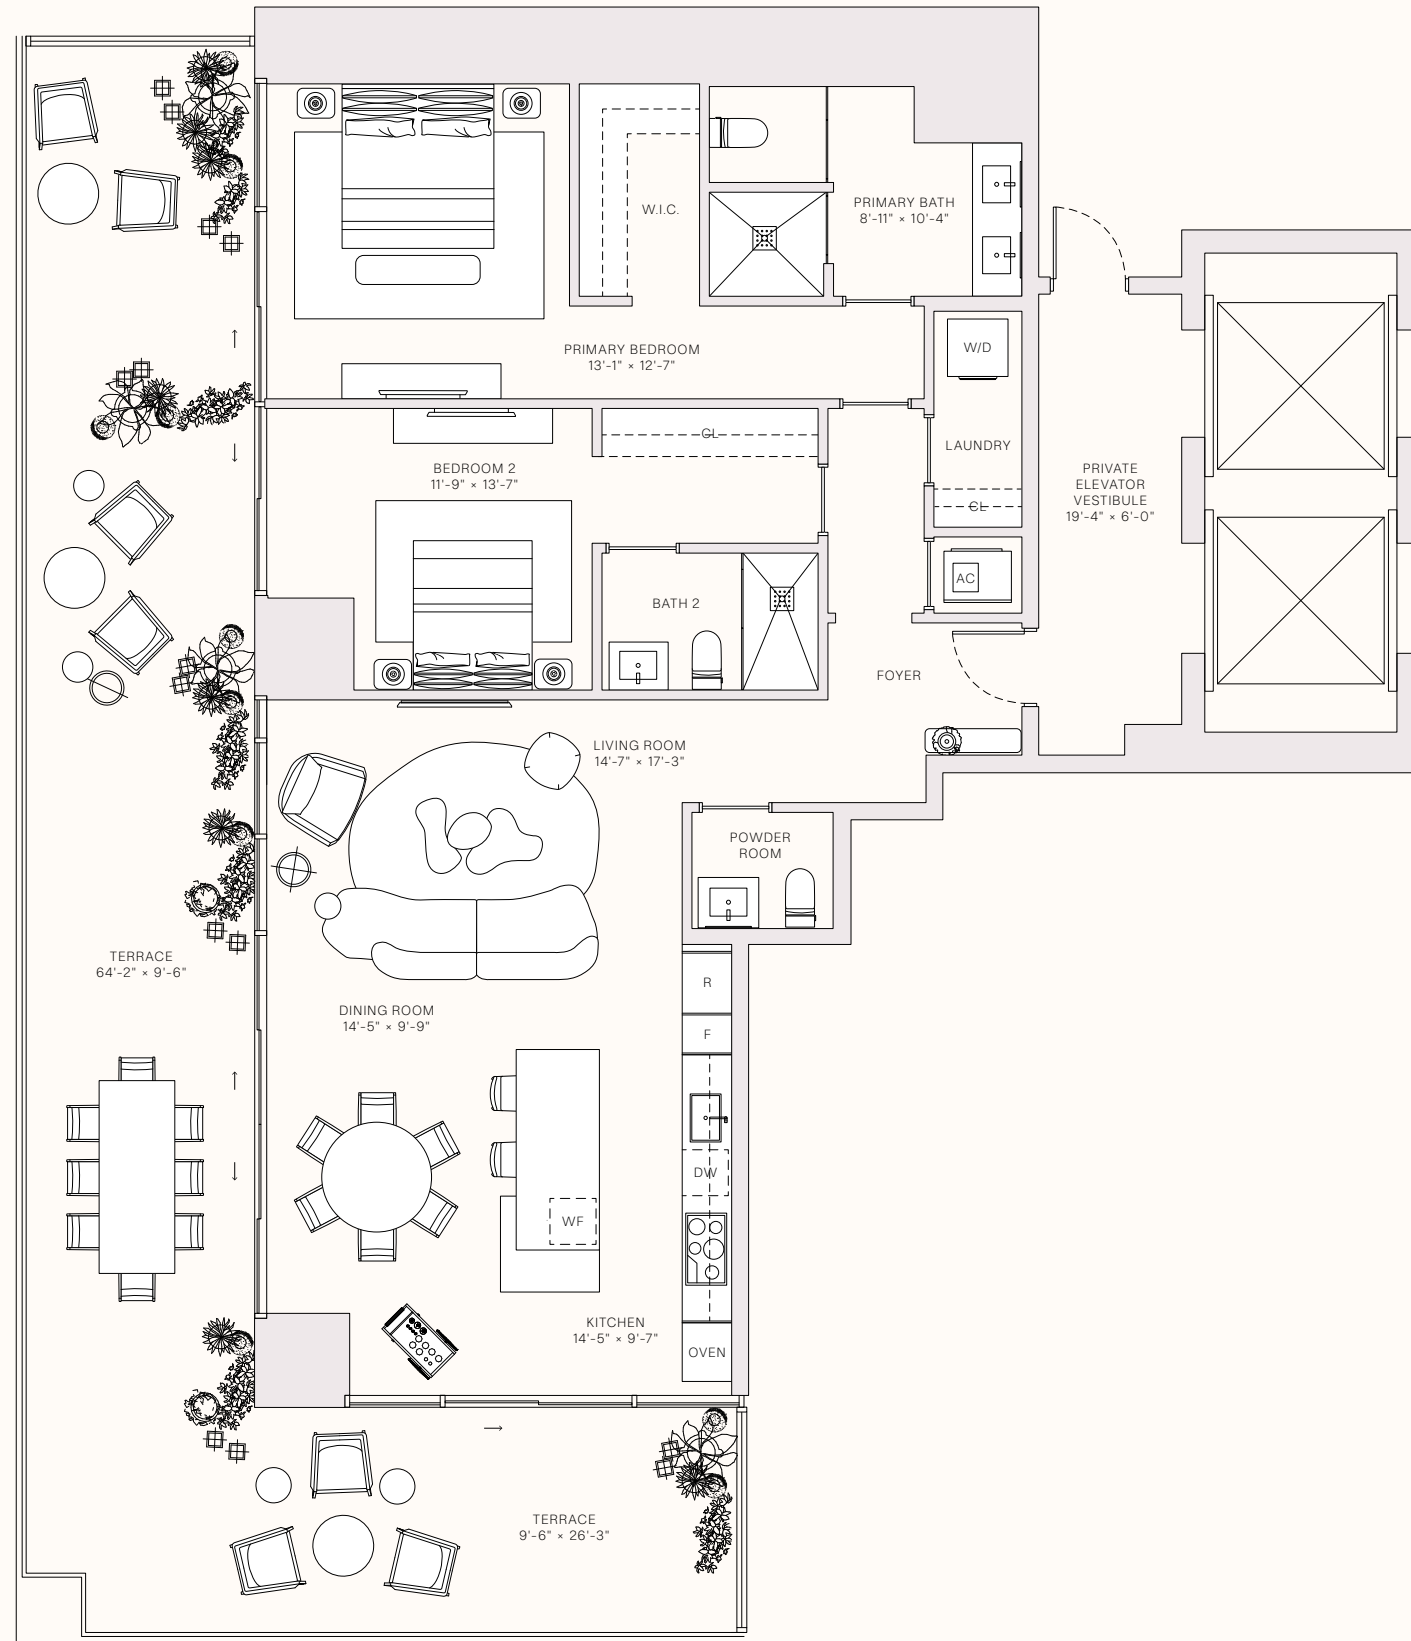 W.I.C.
PRIMARY BATH
8'-11" × 10'-4"
PRIMARY BEDROOM
13'-1" × 12'-7"
W/D
CL
LAUNDRY
BEDROOM 2
11'-9" × 13'-7"
PRIVATE
ELEVATOR
VESTIBULE
19'-4" × 6'-0"
CL
AC
BATH 2
FOYER
LIVING ROOM
14'-7" × 17'-3"
POWDER
ROOM
TERRACE
64'-2" × 9'-6"
R
DINING ROOM
14'-5" × 9'-9"
F
DW
WF
KITCHEN
14'-5" × 9'-7"
OVEN
TERRACE
9'-6" × 26'-3"